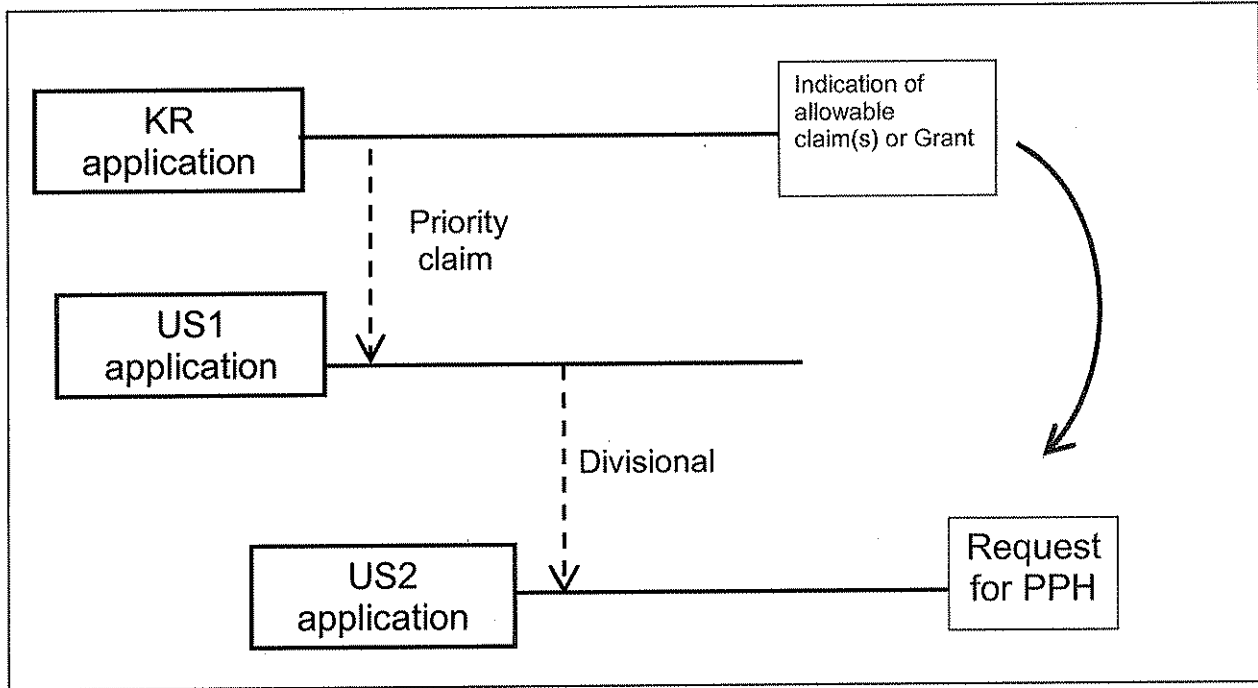 KR
application
Indication of
allowable
claim(s) or Grant
Priority
claim
US1
application
Divisional
US2
application
Request
for PPH